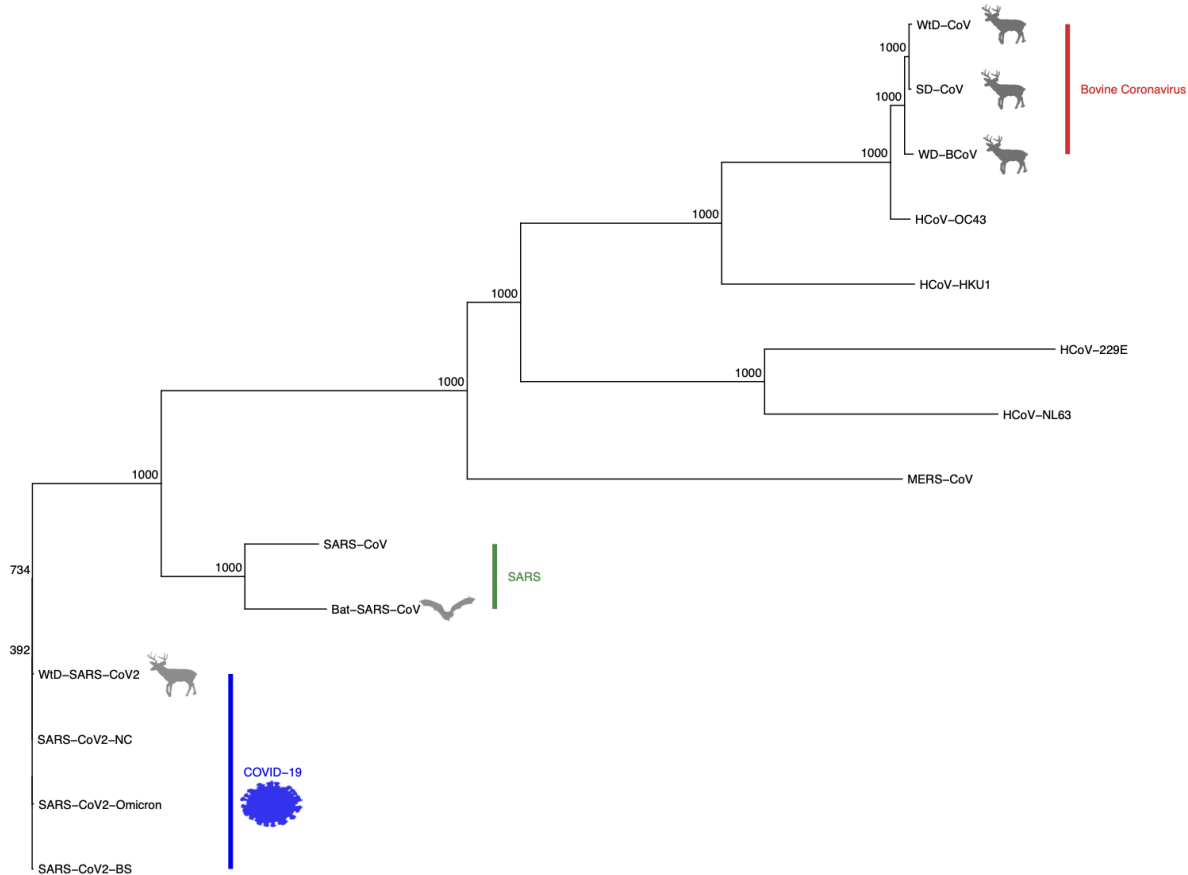 WtD−CoV
1000
SD−CoV
Bovine Coronavirus
1000
WD−BCoV
1000
HCoV−OC43
1000
HCoV−HKU1
1000
HCoV−229E
1000
1000
HCoV−NL63
1000
MERS−CoV
SARS−CoV
1000
SARS
734
Bat−SARS−CoV
392
WtD−SARS−CoV2
SARS−CoV2−NC
COVID−19
SARS−CoV2−Omicron
SARS−CoV2−BS